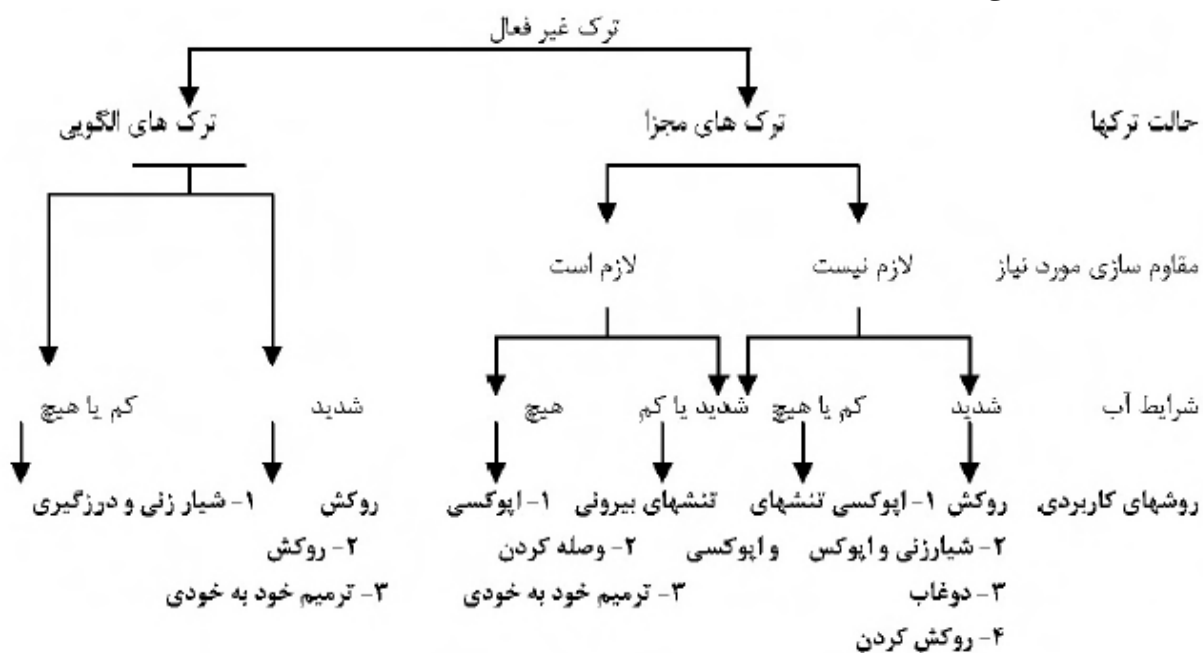 ترک غیر فعال
حالت ترکها ترک های مجزا ترک های الگویی
مقاوم سازی مورد نیاز لازم نیست لازم است
شرایط آب شدید کم یا هیچ شدید یا کم هیچ شدید کم یا هیچ
روشهای کاربردی روکش ۱- اپوکسی تنشهای تنشهای بیرونی ۱- اپوکسی روکش ۱- شیار زنی و درزگیری
۲- شیارزنی و اپوکس و اپوکسی ۲- وصله کردن ۲- روکش
۳- دوغاب ۳- ترمیم خود به خودی ۳- ترمیم خود به خودی
۴- روکش کردن